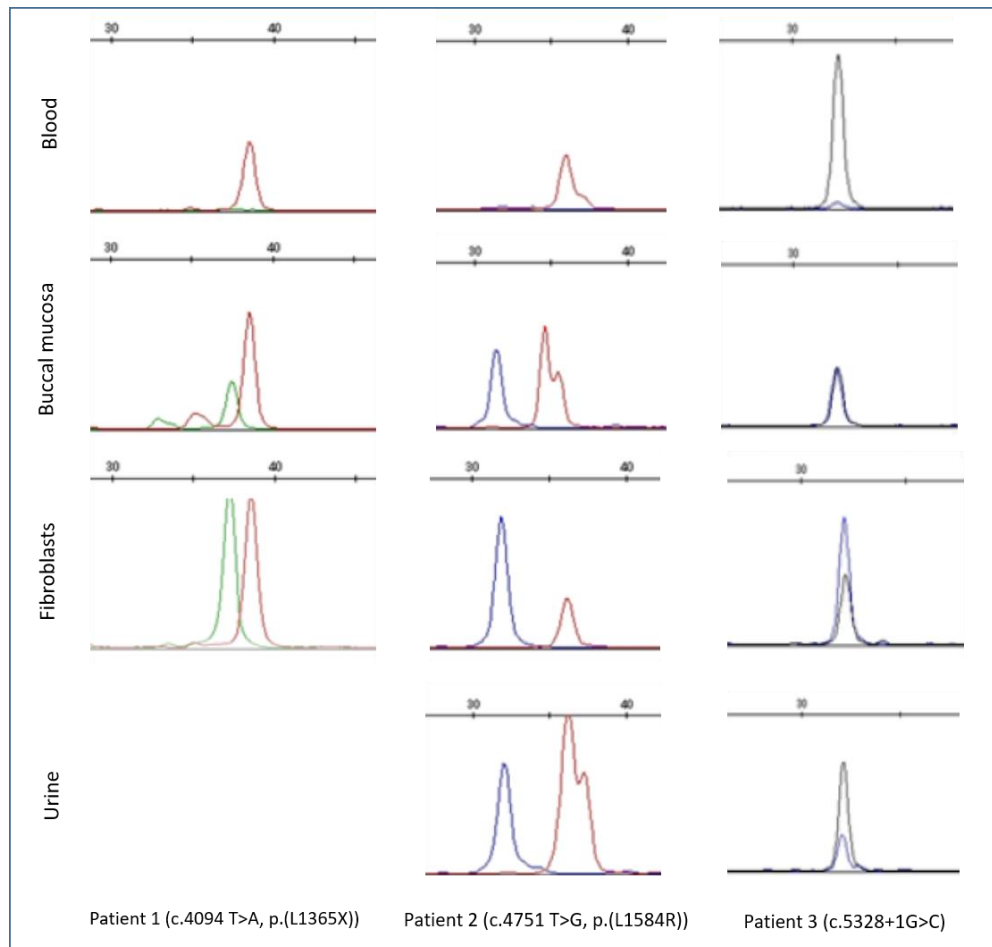 30 40 30 40 30
Blood
30 40 30 40 30
Buccal mucosa
30 40 30 40 30
Fibroblasts
30 40 30
Urine
Patient 1 (c.4094 T>A, p.(L1365X)) Patient 2 (c.4751 T>G, p.(L1584R)) Patient 3 (c.5328+1G>C)